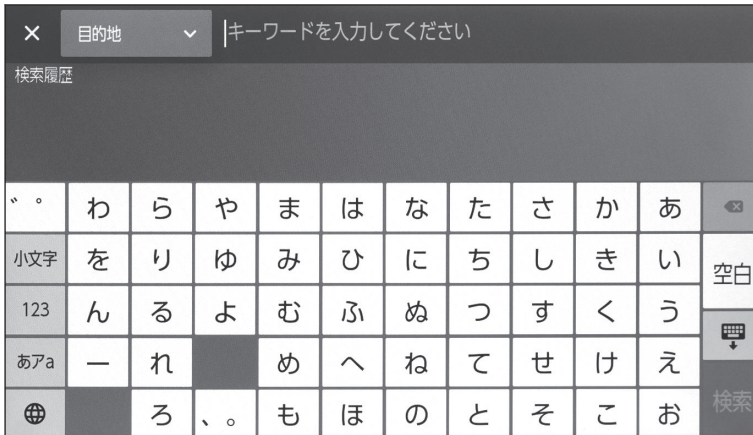 × 目的地 キーワードを入力してください
検索履歴
゛゜ わ ら や ま は な た さ か あ
小文字 を り ゆ み ひ に ち し き い 空白
123 ん る よ む ふ ぬ つ す く う
あアa ー れ め へ ね て せ け え
ろ 、。 も ほ の と そ こ お 検索